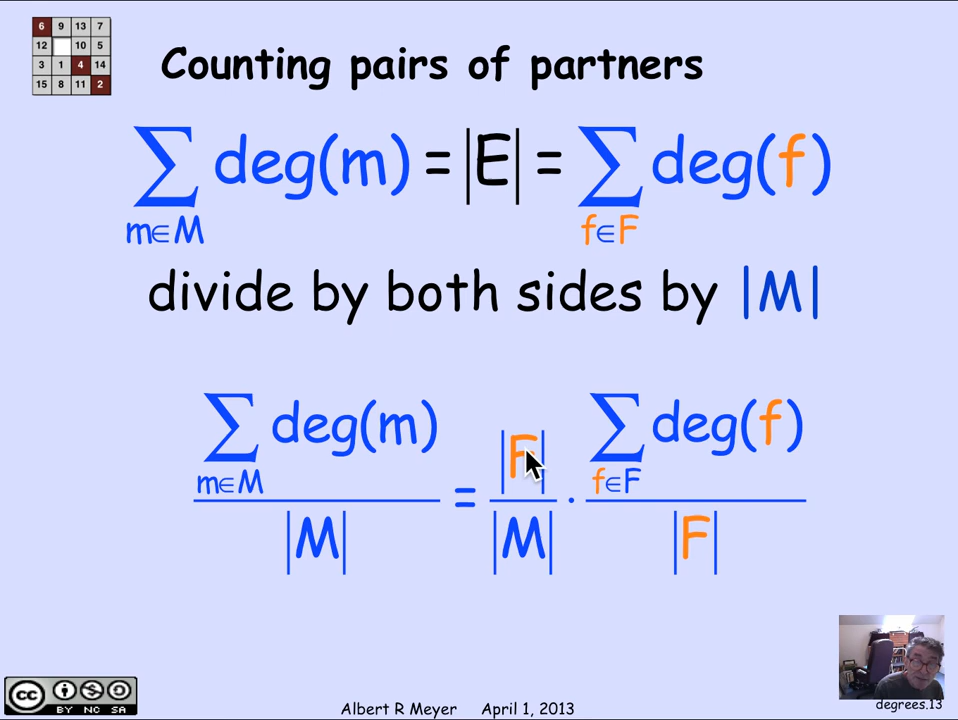 6 9 13 7
12 10 5
3 1 4 14
15 8 11 2
Counting pairs of partners
∑ deg(m) = |E| = ∑ deg(f)
m∈M f∈F
divide by both sides by |M|
∑ deg(m) |F| ∑ deg(f)
m∈M f∈F
= ·
|M| |M| |F|
cc BY NC SA
Albert R Meyer April 1, 2013
degrees.13